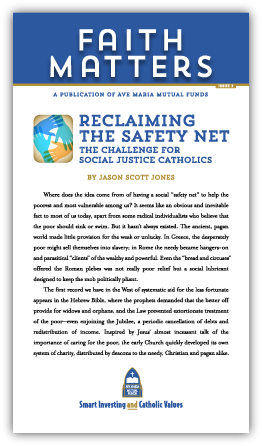 FAITH
MATTERS
A PUBLICATION OF AVE MARIA MUTUAL FUNDS
RECLAIMING
THE SAFETY NET
THE CHALLENGE FOR
SOCIAL JUSTICE CATHOLICS
BY JASON SCOTT JONES
Where does the idea come from of having a social “safety net” to help the
poorest and most vulnerable among us? It seems like an obvious and inevitable
fact to most of us today, apart from some radical individualists who believe that
the poor should sink or swim. But it hasn't always existed. The ancient, pagan
world made little provision for the weak or unlucky. In Greece, the desperately
poor might sell themselves into slavery; in Rome the needy became hangers-on
and parasitical “clients” of the wealthy and powerful. Even the “bread and circuses”
offered the Roman plebes was not really poor relief but a social lubricant
designed to keep the mob politically pliant.
The first record we have in the West of systematic aid for the less fortunate
appears in the Hebrew Bible, where the prophets demanded that the better off
provide for widows and orphans, and the Law prevented extortionate treatment
of the poor—even enjoining the Jubilee, a periodic cancellation of debts and
redistribution of income. Inspired by Jesus' almost incessant talk of the
importance of caring for the poor, the early Church quickly developed its own
system of charity, distributed by deacons to the needy, Christian and pagan alike.
AVE MARIA
Smart Investing and Catholic Values